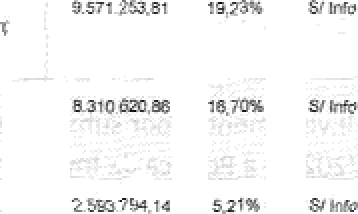 9.571.253,81 19,23% S/ Info
8.310.620,86 16,70% S/ Info
2.593.794,14 5,21% S/ Info